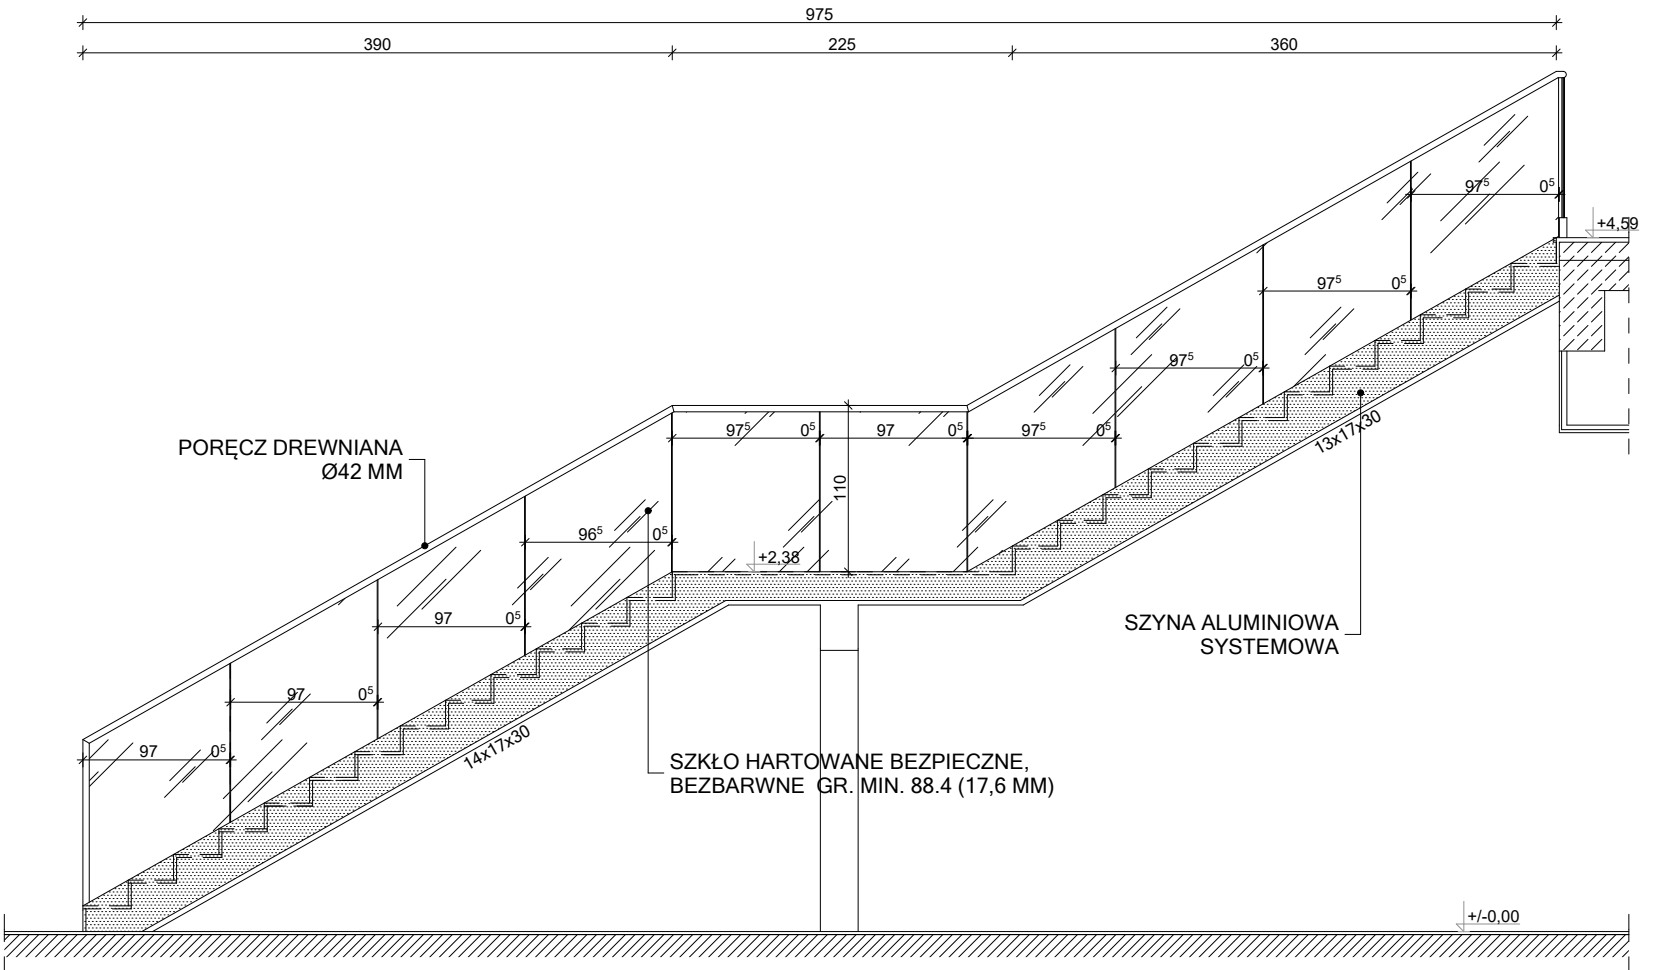 975
390 225 360
97⁵ 0⁵
+4,59
97⁵ 0⁵
97⁵ 0⁵
13x17x30
97⁵ 0⁵ 97 0⁵ 97⁵ 0⁵
110
PORĘCZ DREWNIANA
Ø42 MM
96⁵ 0⁵
+2,38
97 0⁵
SZYNA ALUMINIOWA
SYSTEMOWA
97 0⁵
97 0⁵
14x17x30
SZKŁO HARTOWANE BEZPIECZNE,
BEZBARWNE GR. MIN. 88.4 (17,6 MM)
+/-0,00